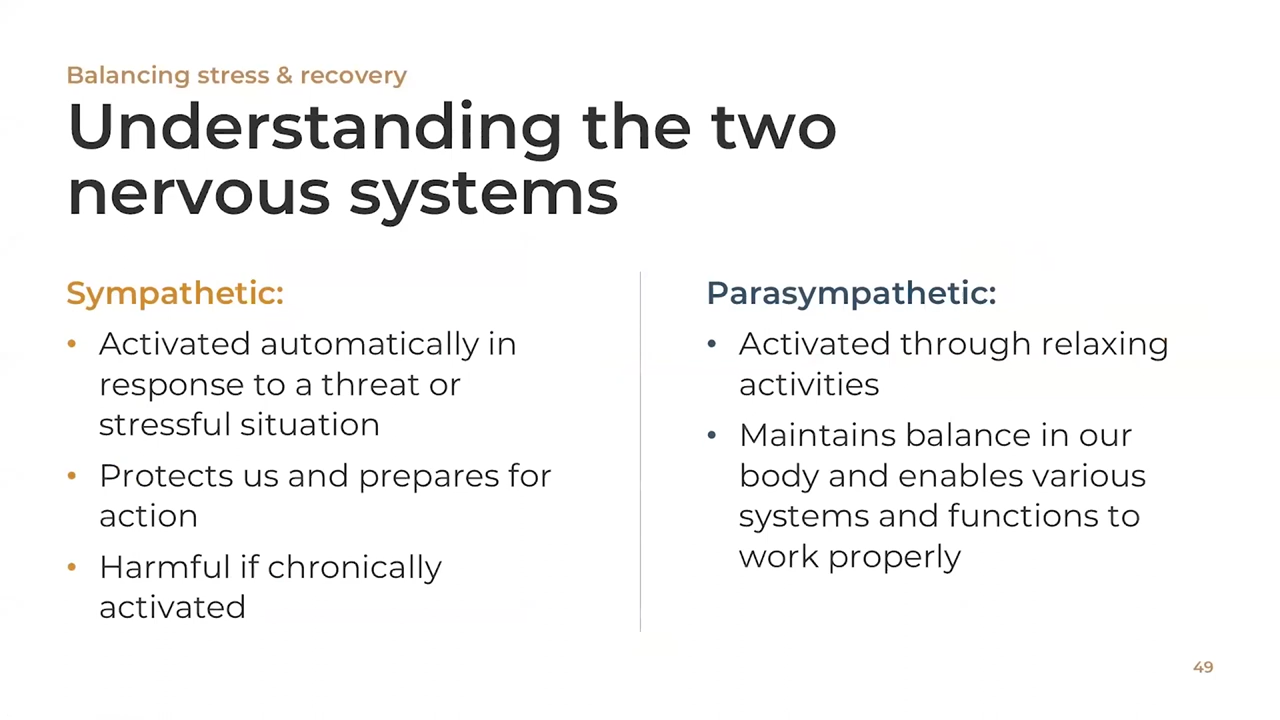 Balancing stress & recovery
Understanding the two
nervous systems
Sympathetic:
• Activated automatically in
response to a threat or
stressful situation
• Protects us and prepares for
action
• Harmful if chronically
activated
Parasympathetic:
• Activated through relaxing
activities
• Maintains balance in our
body and enables various
systems and functions to
work properly
49